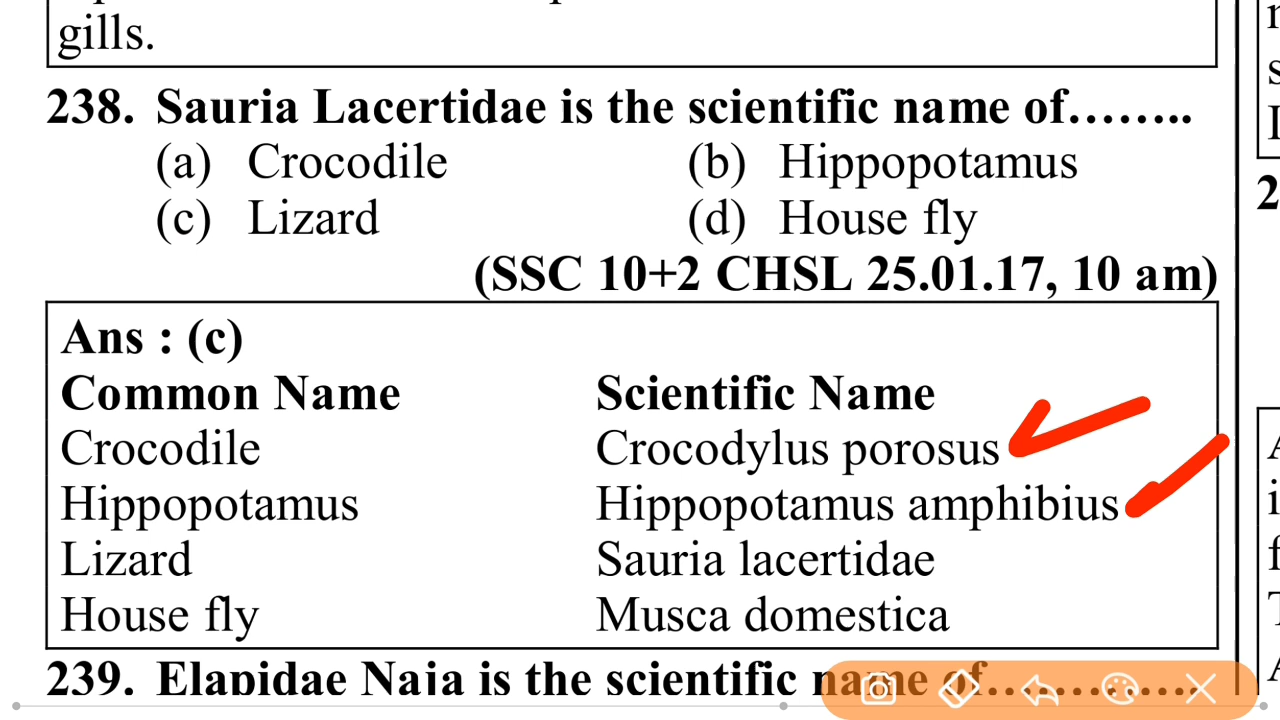 gills.
238. Sauria Lacertidae is the scientific name of……..
(a) Crocodile (b) Hippopotamus
(c) Lizard (d) House fly
(SSC 10+2 CHSL 25.01.17, 10 am)
Ans : (c)
Common Name Scientific Name
Crocodile Crocodylus porosus
Hippopotamus Hippopotamus amphibius
Lizard Sauria lacertidae
House fly Musca domestica
239. Elapidae Naja is the scientific name of…………..